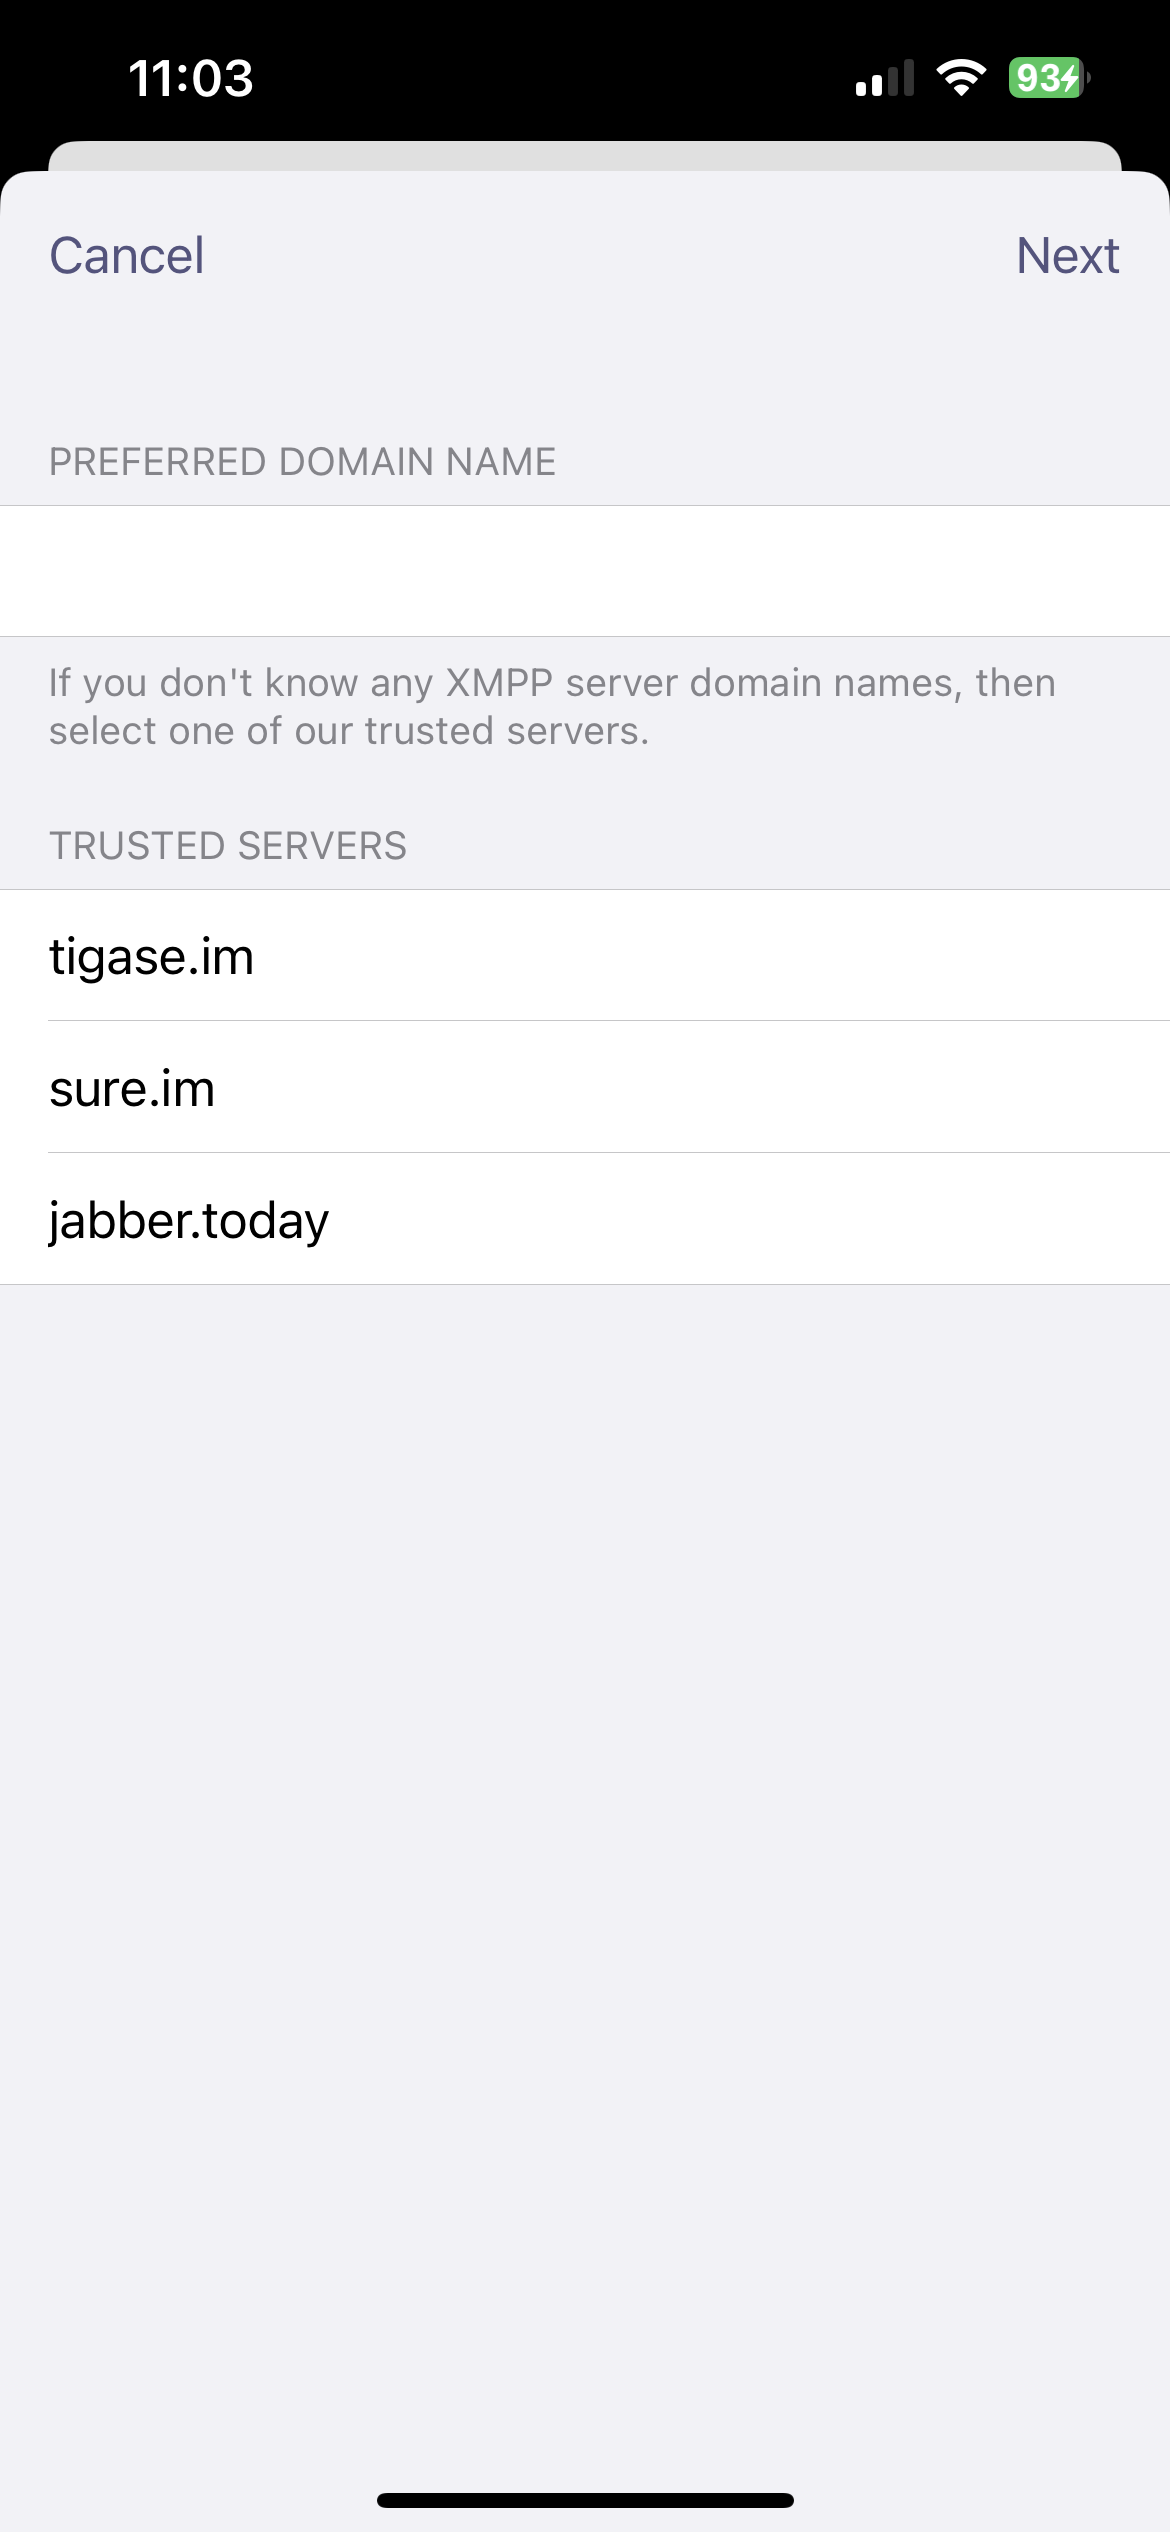 11:03
93
Cancel
Next
PREFERRED DOMAIN NAME
If you don't know any XMPP server domain names, then
select one of our trusted servers.
TRUSTED SERVERS
tigase.im
sure.im
jabber.today